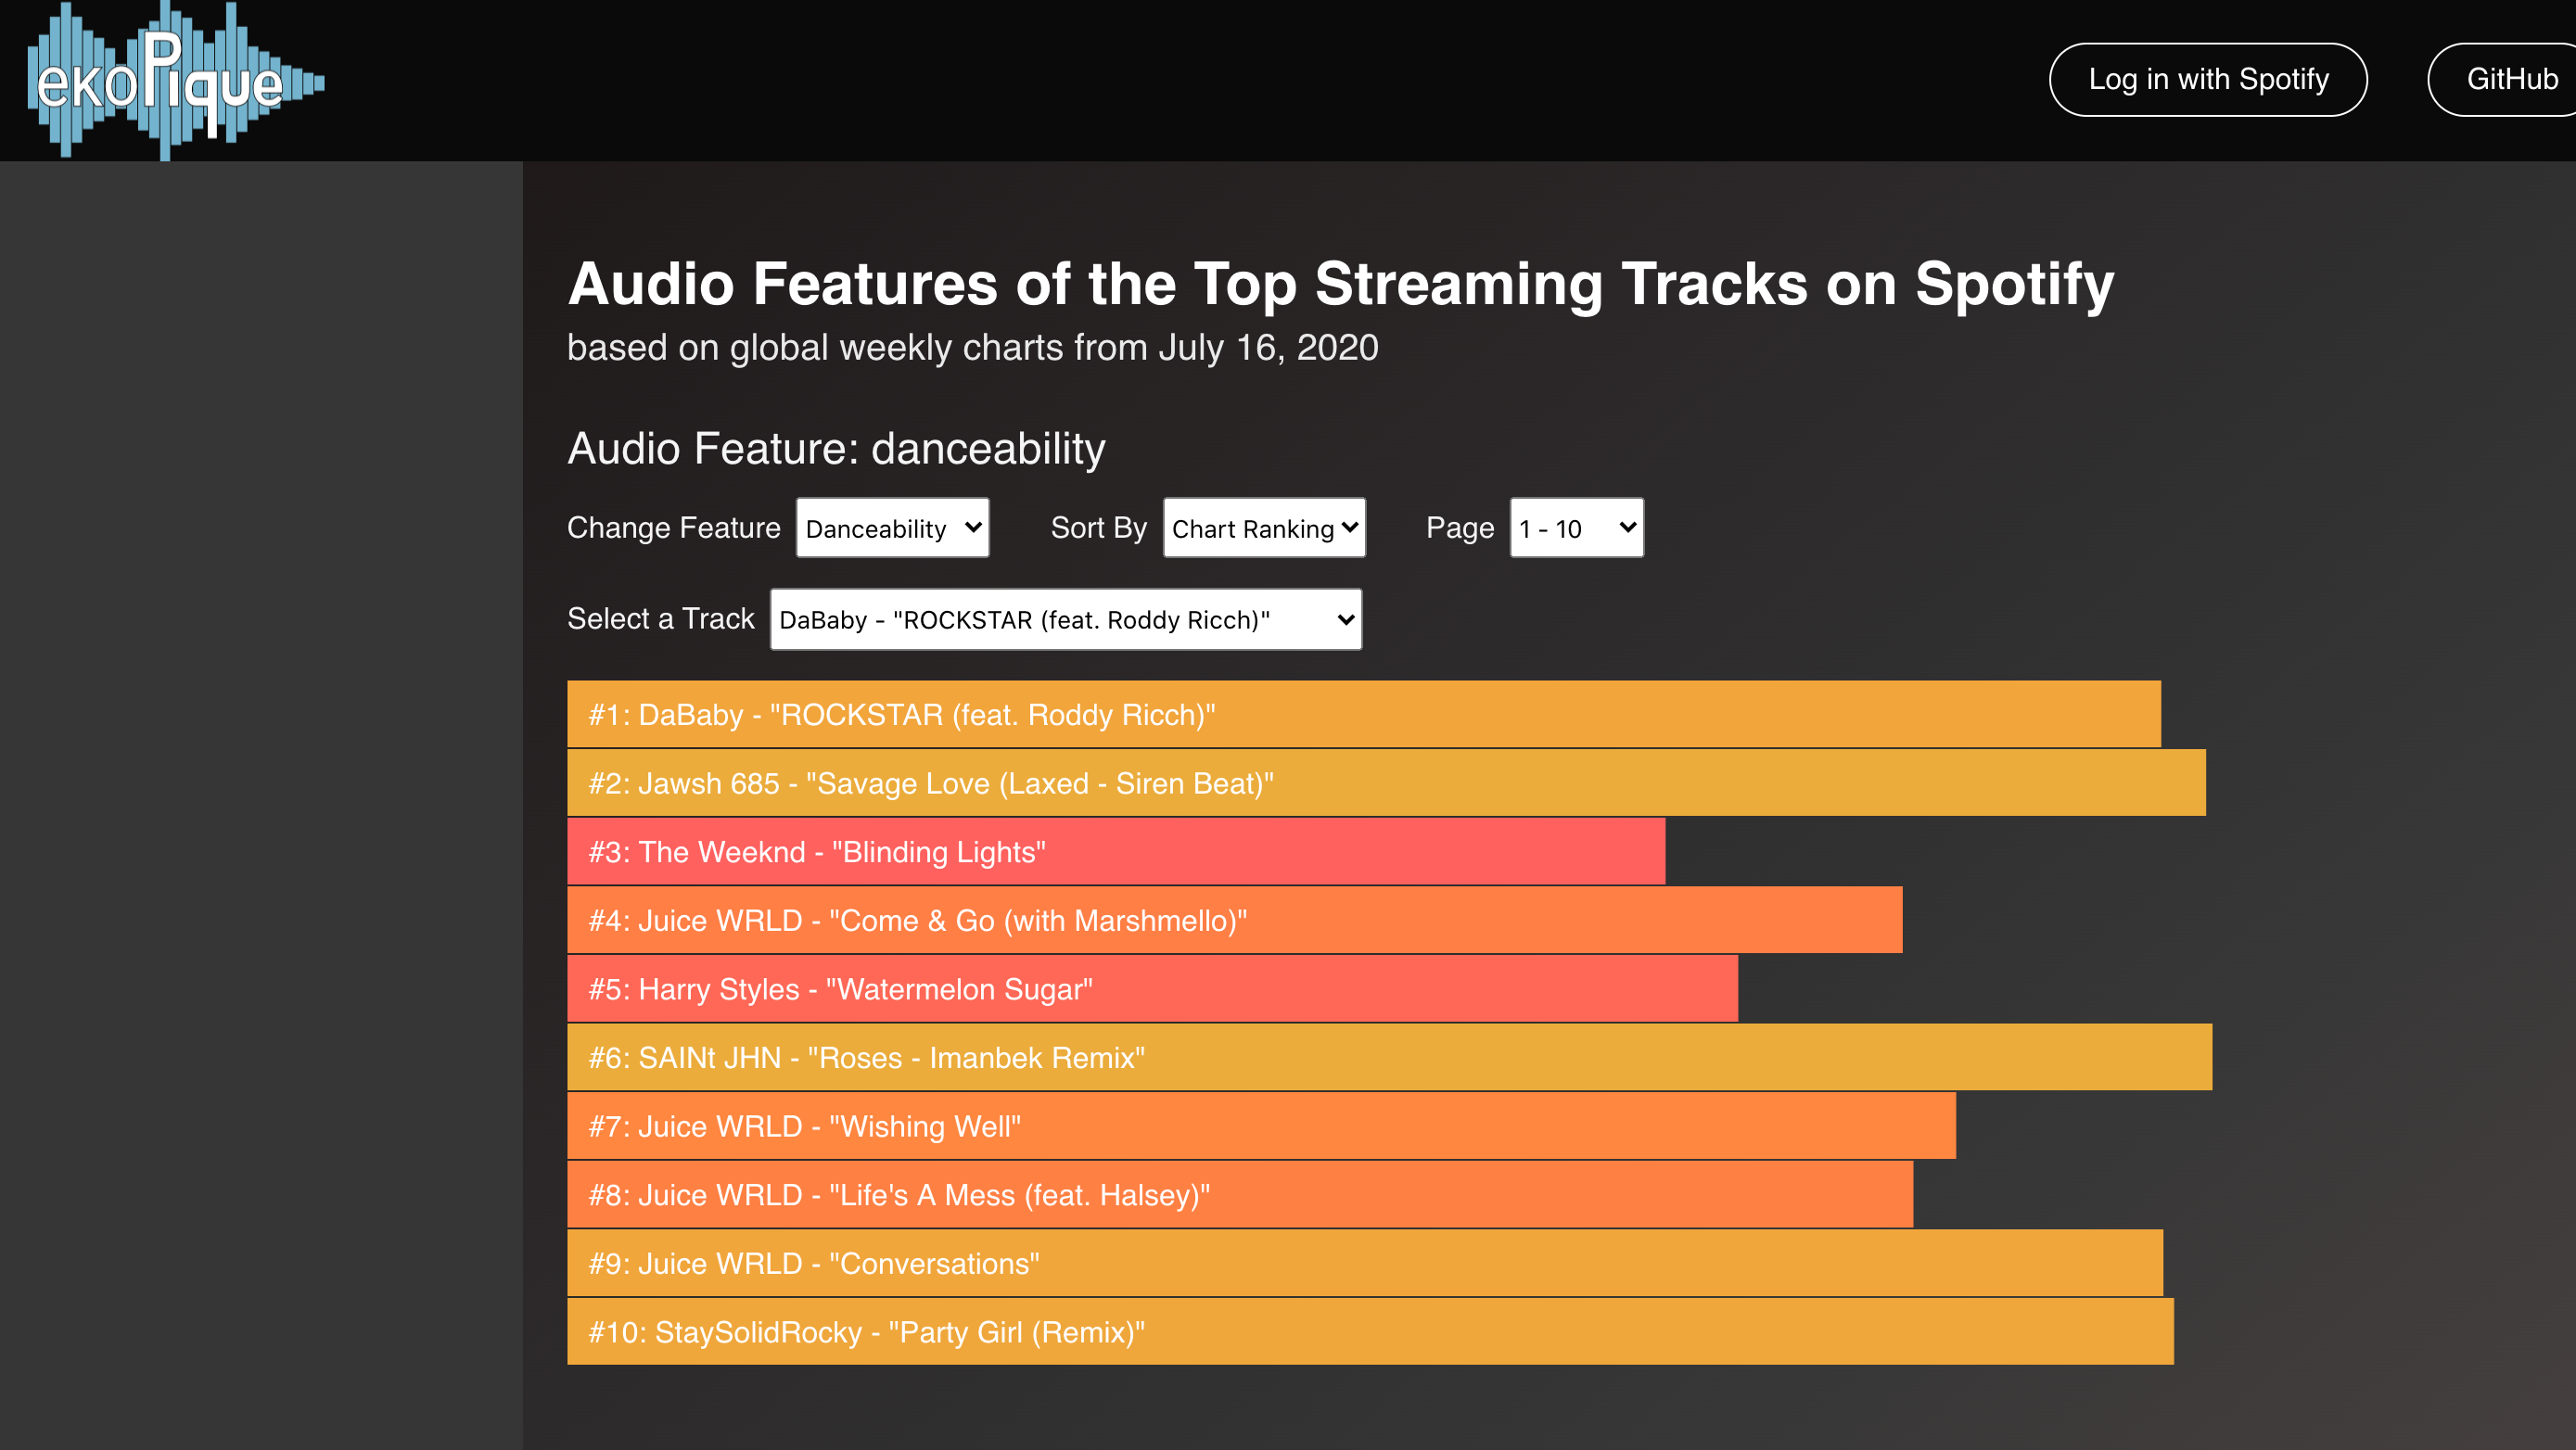 ekoPique
Log in with Spotify
GitHub
Audio Features of the Top Streaming Tracks on Spotify
based on global weekly charts from July 16, 2020
Audio Feature: danceability
Change Feature Danceability Sort By Chart Ranking Page 1 - 10
Select a Track DaBaby - "ROCKSTAR (feat. Roddy Ricch)"
#1: DaBaby - "ROCKSTAR (feat. Roddy Ricch)"
#2: Jawsh 685 - "Savage Love (Laxed - Siren Beat)"
#3: The Weeknd - "Blinding Lights"
#4: Juice WRLD - "Come & Go (with Marshmello)"
#5: Harry Styles - "Watermelon Sugar"
#6: SAINt JHN - "Roses - Imanbek Remix"
#7: Juice WRLD - "Wishing Well"
#8: Juice WRLD - "Life's A Mess (feat. Halsey)"
#9: Juice WRLD - "Conversations"
#10: StaySolidRocky - "Party Girl (Remix)"